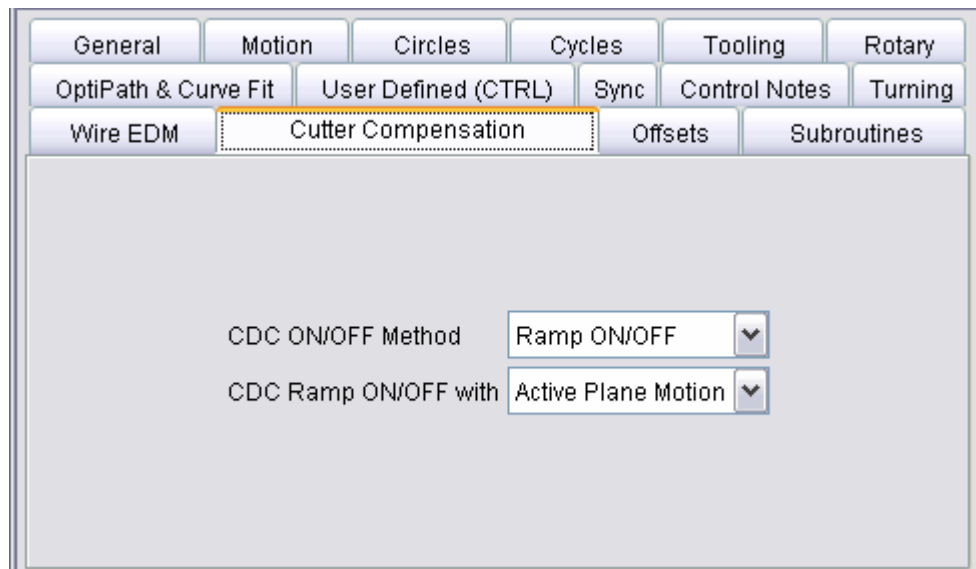 General Motion Circles Cycles Tooling Rotary
OptiPath & Curve Fit User Defined (CTRL) Sync Control Notes Turning
Wire EDM Cutter Compensation Offsets Subroutines
CDC ON/OFF Method Ramp ON/OFF
CDC Ramp ON/OFF with Active Plane Motion